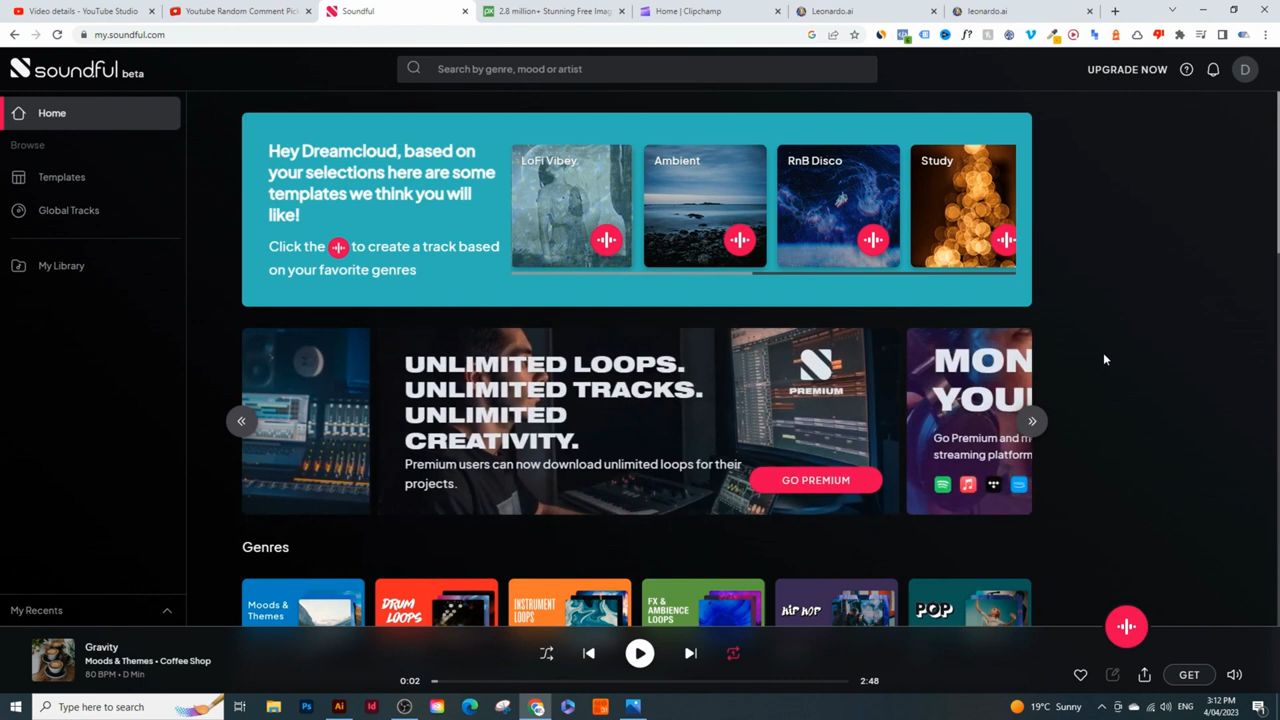 Video details - YouTube Studio
Youtube Random Comment Pic
Soundful
2.8 million+ Stunning Free Imag
Home | Clipchamp
Leonardo.ai
leonardo.ai
my.soundful.com
soundful beta
Search by genre, mood or artist
UPGRADE NOW
D
Home
Browse
Templates
Global Tracks
My Library
Hey Dreamcloud, based on
your selections here are some
templates we think you will
like!
Click the to create a track based
on your favorite genres
LoFi Vibey
Ambient
RnB Disco
Study
UNLIMITED LOOPS.
UNLIMITED TRACKS.
UNLIMITED
CREATIVITY.
Premium users can now download unlimited loops for their
projects.
PREMIUM
GO PREMIUM
MON
YOU
Go Premium and m
streaming platform
Genres
Moods &
Themes
DRUM
LOOPS
INSTRUMENT
LOOPS
FX &
AMBIENCE
LOOPS
HIP HOP
POP
My Recents
Gravity
Moods & Themes • Coffee Shop
80 BPM • D Min
0:02
2:48
GET
Type here to search
19°C Sunny
ENG
3:12 PM
4/04/2023